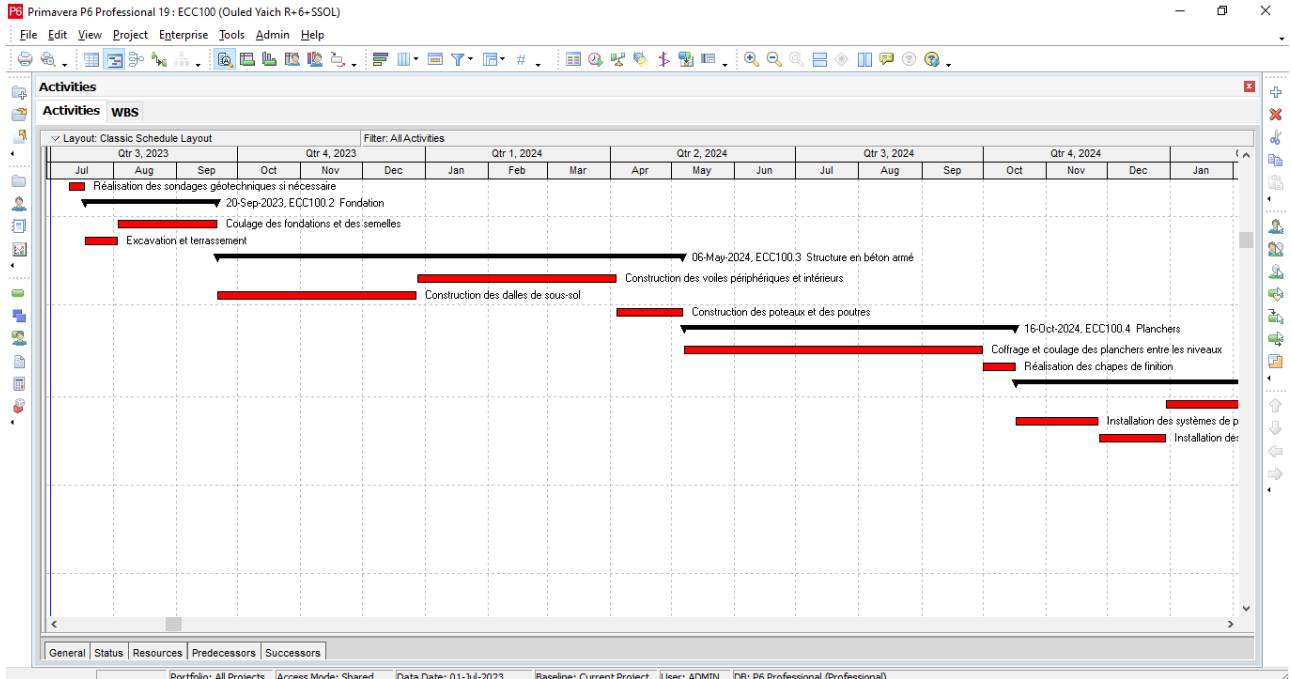 P6 Primavera P6 Professional 19 : ECC100 (Ouled Yaich R+6+SSOL)
File Edit View Project Enterprise Tools Admin Help
Activities
Activities WBS
Layout: Classic Schedule Layout Filter: All Activities
Qtr 3, 2023 Qtr 4, 2023 Qtr 1, 2024 Qtr 2, 2024 Qtr 3, 2024 Qtr 4, 2024
Jul Aug Sep Oct Nov Dec Jan Feb Mar Apr May Jun Jul Aug Sep Oct Nov Dec Jan
Réalisation des sondages géotechniques si nécessaire
20-Sep-2023, ECC100.2 Fondation
Coulage des fondations et des semelles
Excavation et terrassement
06-May-2024, ECC100.3 Structure en béton armé
Construction des voiles périphériques et intérieurs
Construction des dalles de sous-sol
Construction des poteaux et des poutres
16-Oct-2024, ECC100.4 Planchers
Coffrage et coulage des planchers entre les niveaux
Réalisation des chapes de finition
Installation des systèmes de p
Installation des
General Status Resources Predecessors Successors
Portfolio: All Projects Access Mode: Shared Data Date: 01-Jul-2023 Baseline: Current Project User: ADMIN DB: P6 Professional (Professional)